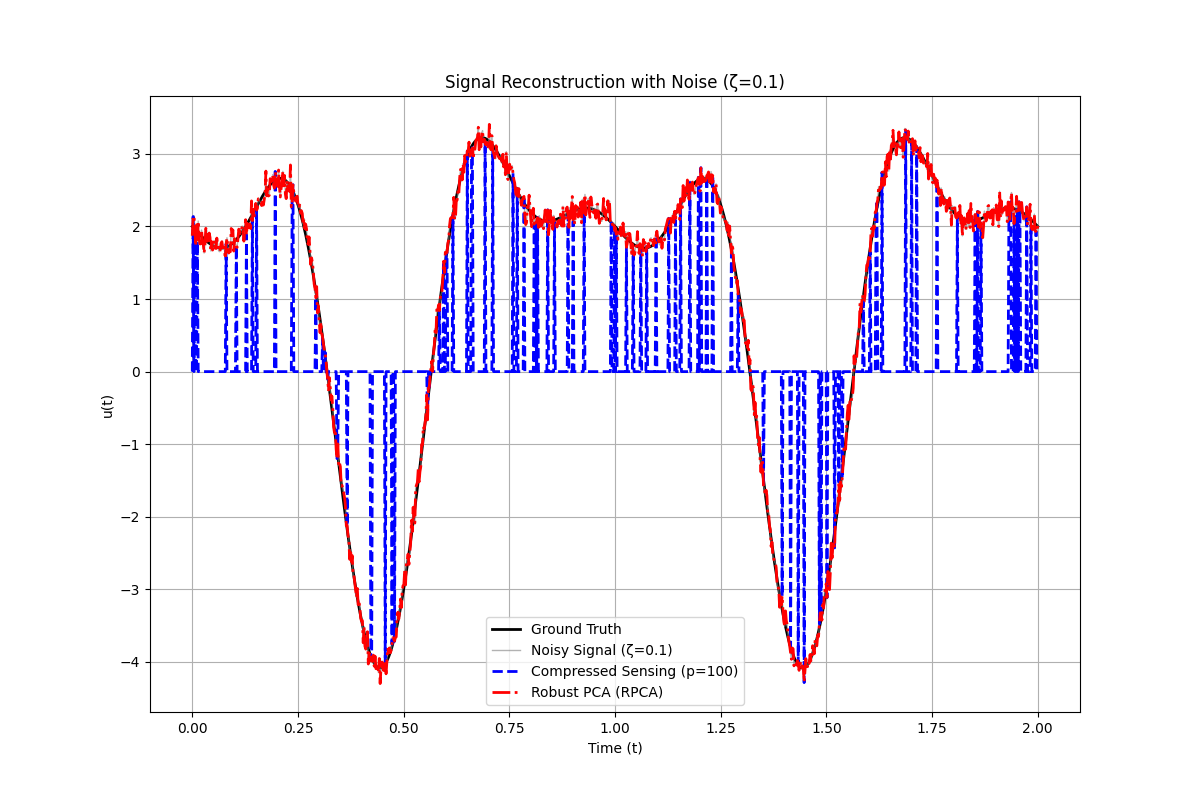 Signal Reconstruction with Noise (ζ=0.1)
u(t)
3
2
1
0
−1
−2
−3
−4
Ground Truth
Noisy Signal (ζ=0.1)
Compressed Sensing (p=100)
Robust PCA (RPCA)
0.00 0.25 0.50 0.75 1.00 1.25 1.50 1.75 2.00
Time (t)